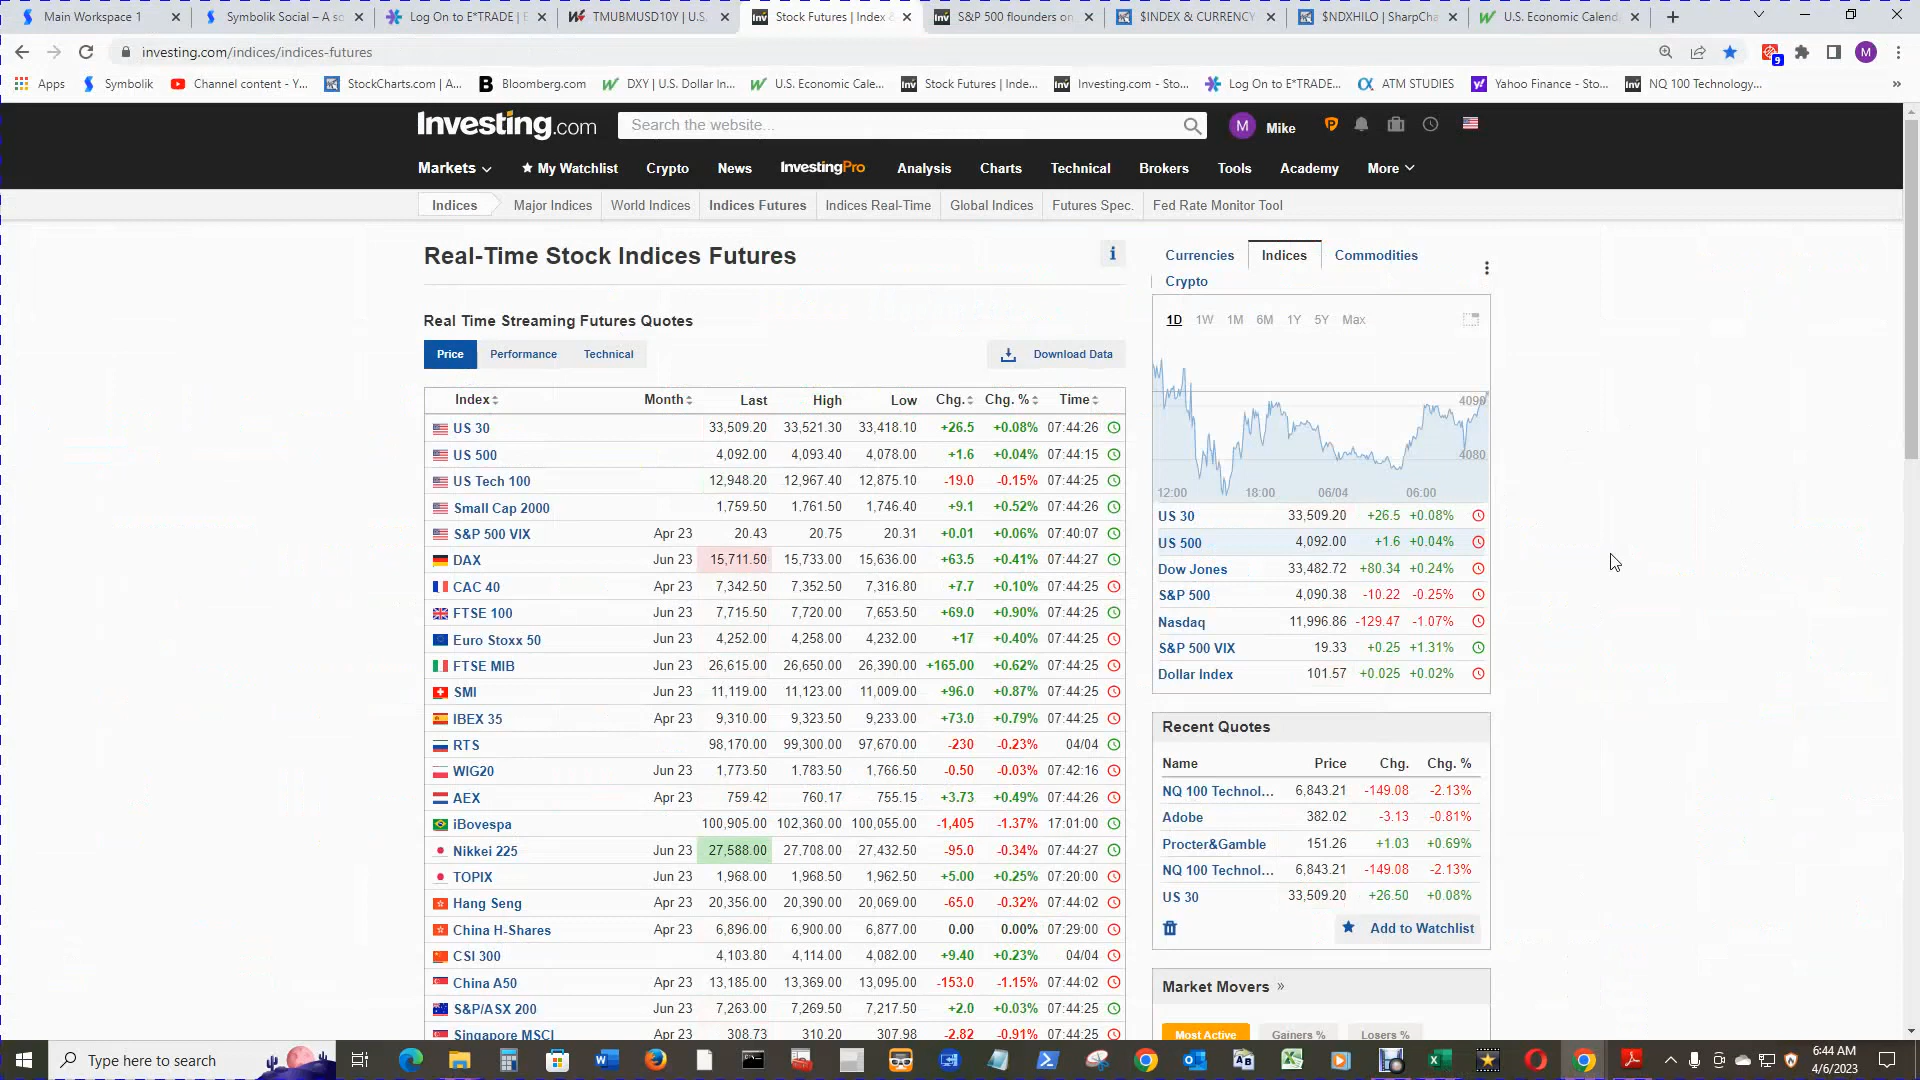 Main Workspace 1
Symbolik Social – A so
Log On to E*TRADE | E
TMUBMUSD10Y | U.S.
Stock Futures | Index
S&P 500 flounders on
$INDEX & CURRENCY
$NDXHILO | SharpCha
U.S. Economic Calend
investing.com/indices/indices-futures
9
M
Apps
Symbolik
Channel content - Y...
StockCharts.com | A...
Bloomberg.com
DXY | U.S. Dollar In...
U.S. Economic Cale...
Stock Futures | Inde...
Investing.com - Sto...
Log On to E*TRADE...
ATM STUDIES
Yahoo Finance - Sto...
NQ 100 Technology...
»
Investing.com
Search the website...
M Mike
Markets
My Watchlist
Crypto
News
InvestingPro
Analysis
Charts
Technical
Brokers
Tools
Academy
More
Indices
Major Indices
World Indices
Indices Futures
Indices Real-Time
Global Indices
Futures Spec.
Fed Rate Monitor Tool
Real-Time Stock Indices Futures
Real Time Streaming Futures Quotes
Price Performance Technical
Download Data
Index Month Last High Low Chg. Chg. % Time
US 30 33,509.20 33,521.30 33,418.10 +26.5 +0.08% 07:44:26
US 500 4,092.00 4,093.40 4,078.00 +1.6 +0.04% 07:44:15
US Tech 100 12,948.20 12,967.40 12,875.10 -19.0 -0.15% 07:44:25
Small Cap 2000 1,759.50 1,761.50 1,746.40 +9.1 +0.52% 07:44:26
S&P 500 VIX Apr 23 20.43 20.75 20.31 +0.01 +0.06% 07:40:07
DAX Jun 23 15,711.50 15,733.00 15,636.00 +63.5 +0.41% 07:44:27
CAC 40 Apr 23 7,342.50 7,352.50 7,316.80 +7.7 +0.10% 07:44:25
FTSE 100 Jun 23 7,715.50 7,720.00 7,653.50 +69.0 +0.90% 07:44:25
Euro Stoxx 50 Jun 23 4,252.00 4,258.00 4,232.00 +17 +0.40% 07:44:25
FTSE MIB Jun 23 26,615.00 26,650.00 26,390.00 +165.00 +0.62% 07:44:25
SMI Jun 23 11,119.00 11,123.00 11,009.00 +96.0 +0.87% 07:44:25
IBEX 35 Apr 23 9,310.00 9,323.50 9,233.00 +73.0 +0.79% 07:44:25
RTS 98,170.00 99,300.00 97,670.00 -230 -0.23% 04/04
WIG20 Jun 23 1,773.50 1,783.50 1,766.50 -0.50 -0.03% 07:42:16
AEX Apr 23 759.42 760.17 755.15 +3.73 +0.49% 07:44:26
iBovespa 100,905.00 102,360.00 100,055.00 -1,405 -1.37% 17:01:00
Nikkei 225 Jun 23 27,588.00 27,708.00 27,432.50 -95.0 -0.34% 07:44:27
TOPIX Jun 23 1,968.00 1,968.50 1,962.50 +5.00 +0.25% 07:20:00
Hang Seng Apr 23 20,356.00 20,390.00 20,069.00 -65.0 -0.32% 07:44:02
China H-Shares Apr 23 6,896.00 6,900.00 6,877.00 0.00 0.00% 07:29:00
CSI 300 4,103.80 4,114.00 4,082.00 +9.40 +0.23% 04/04
China A50 Apr 23 13,185.00 13,369.00 13,095.00 -153.0 -1.15% 07:44:02
S&P/ASX 200 Jun 23 7,263.00 7,269.50 7,217.50 +2.0 +0.03% 07:44:25
Singapore MSCI Apr 23 308.73 310.20 307.98 -2.82 -0.91% 07:44:25
Currencies Indices Commodities
Crypto
1D 1W 1M 6M 1Y 5Y Max
4090
4080
12:00 18:00 06/04 06:00
US 30 33,509.20 +26.5 +0.08%
US 500 4,092.00 +1.6 +0.04%
Dow Jones 33,482.72 +80.34 +0.24%
S&P 500 4,090.38 -10.22 -0.25%
Nasdaq 11,996.86 -129.47 -1.07%
S&P 500 VIX 19.33 +0.25 +1.31%
Dollar Index 101.57 +0.025 +0.02%
Recent Quotes
Name Price Chg. Chg. %
NQ 100 Technol... 6,843.21 -149.08 -2.13%
Adobe 382.02 -3.13 -0.81%
Procter&Gamble 151.26 +1.03 +0.69%
NQ 100 Technol... 6,843.21 -149.08 -2.13%
US 30 33,509.20 +26.50 +0.08%
Add to Watchlist
Market Movers »
Most Active Gainers % Losers %
Type here to search
6:44 AM
4/6/2023